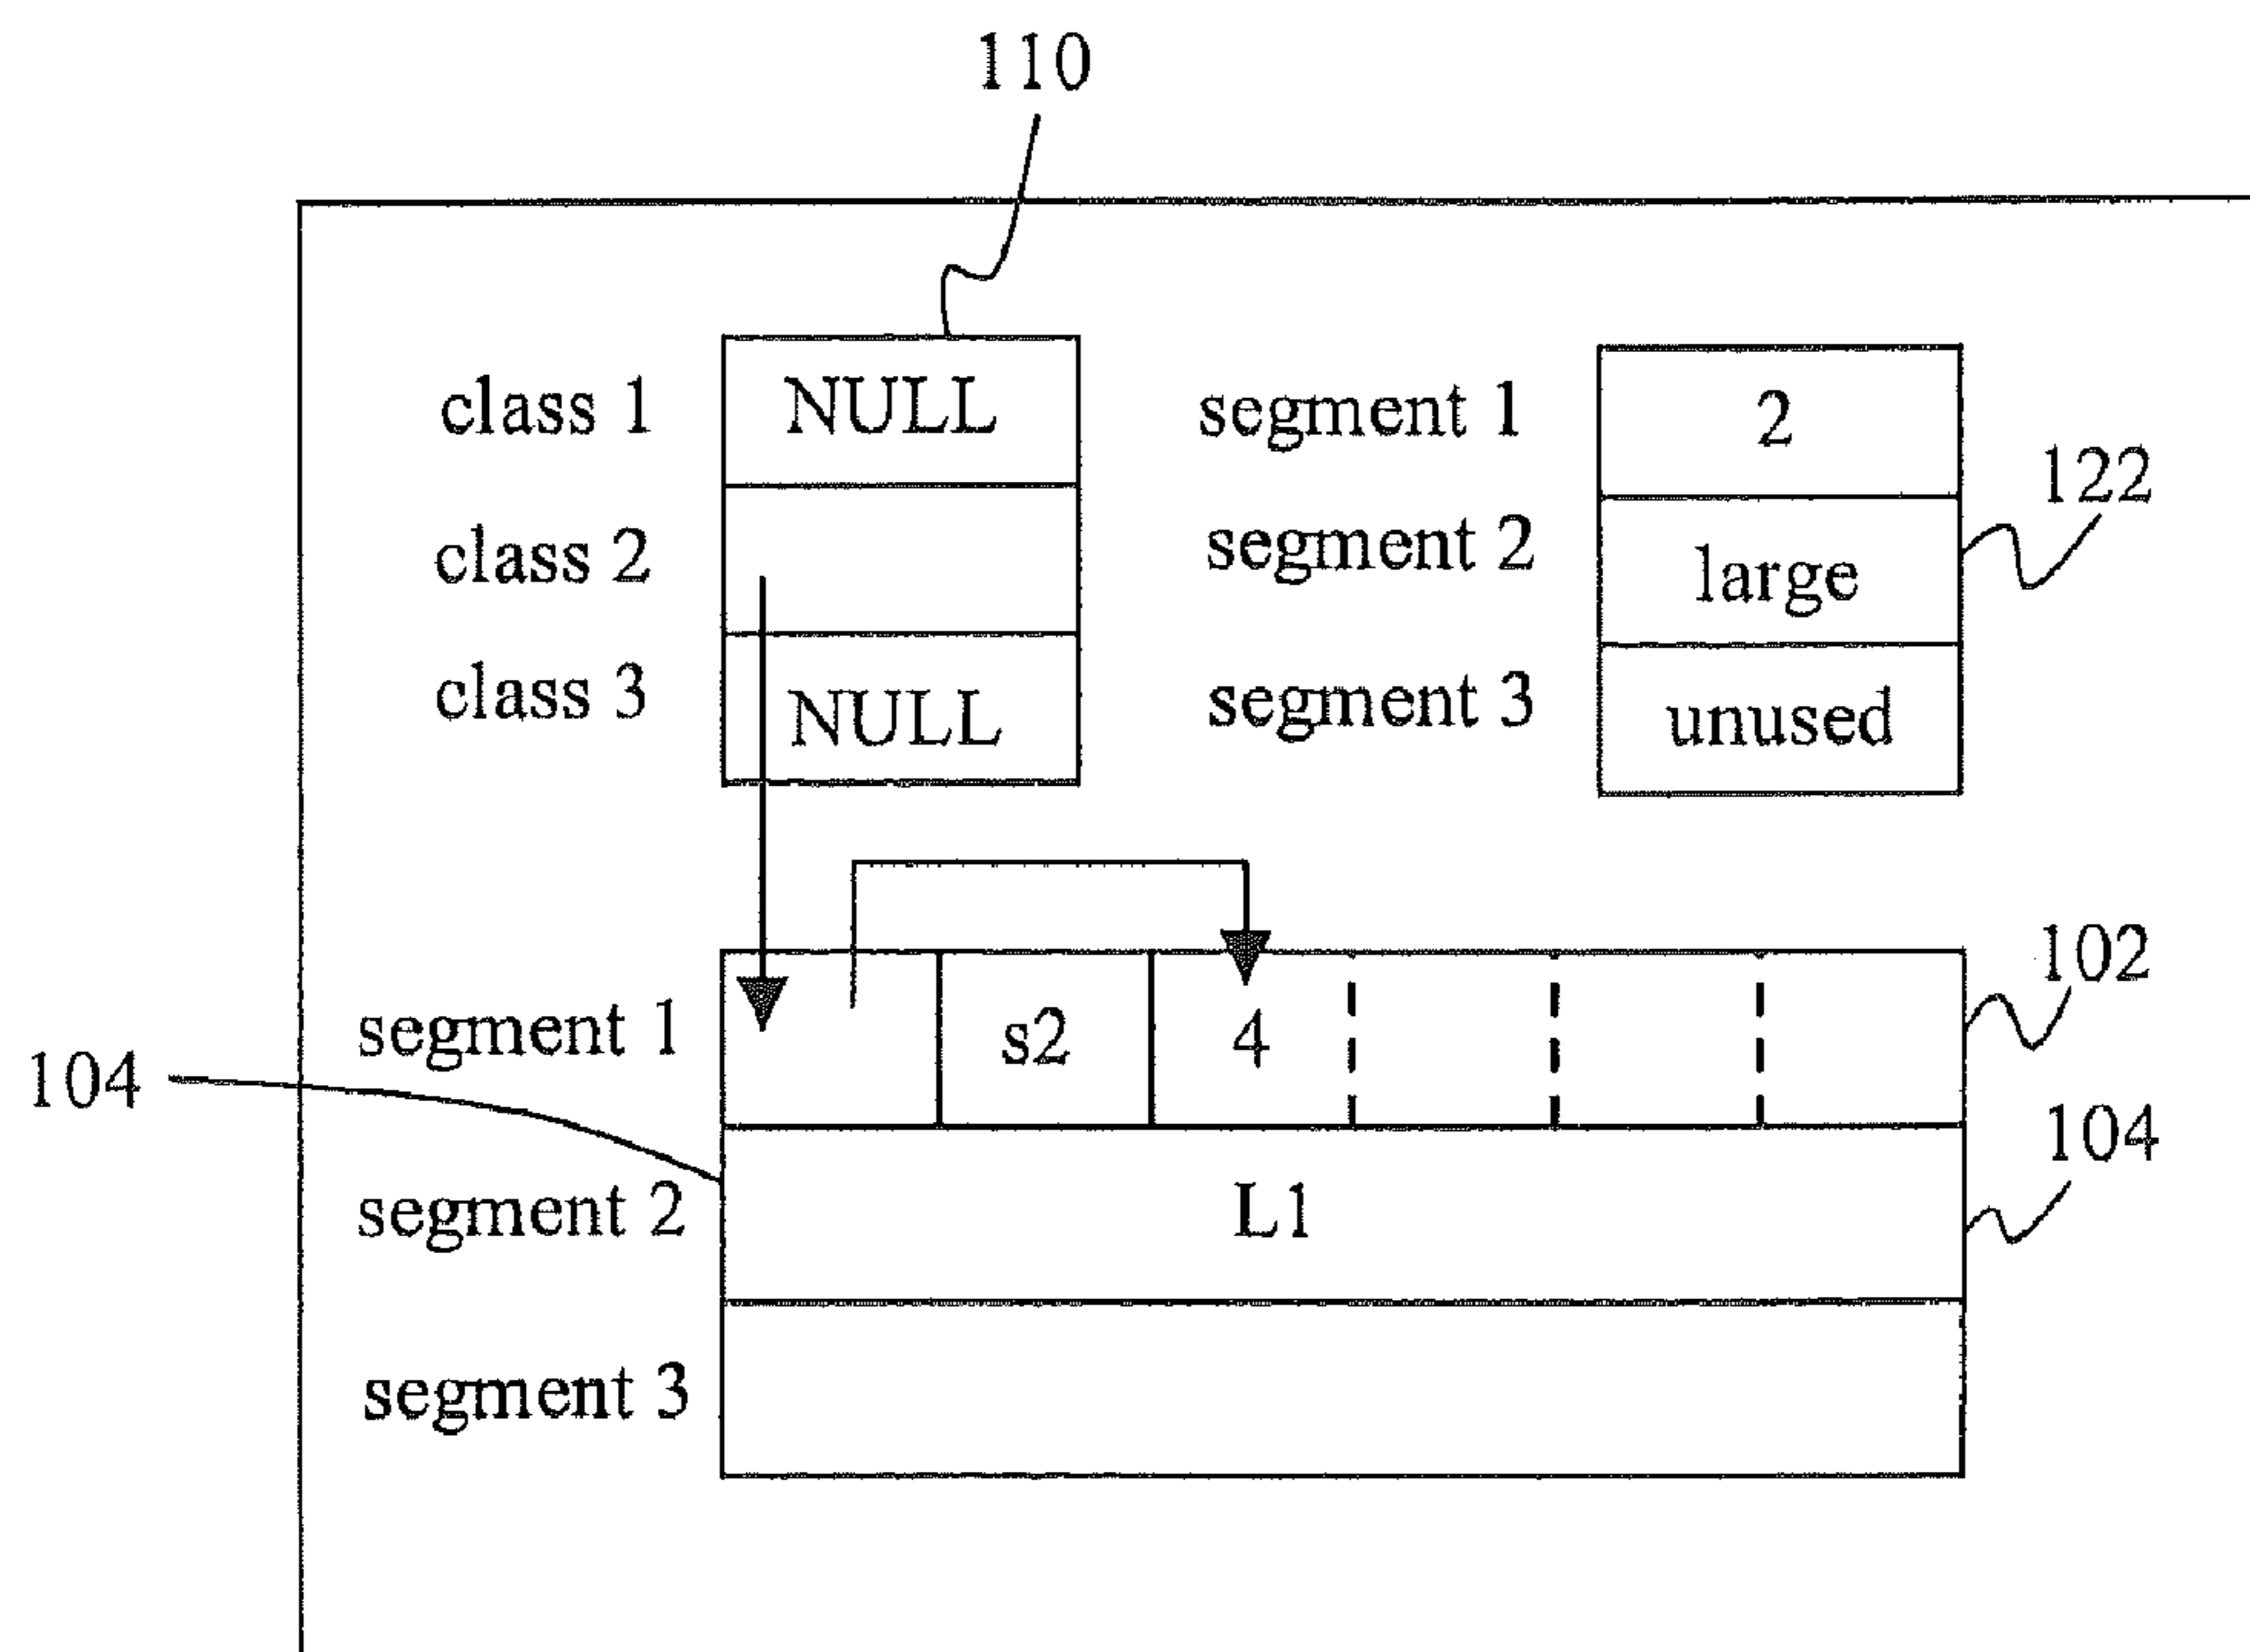 110
class 1 NULL segment 1 2
122
class 2 segment 2 large
class 3 NULL segment 3 unused
102
segment 1 s2 4
104 104
segment 2 L1
segment 3